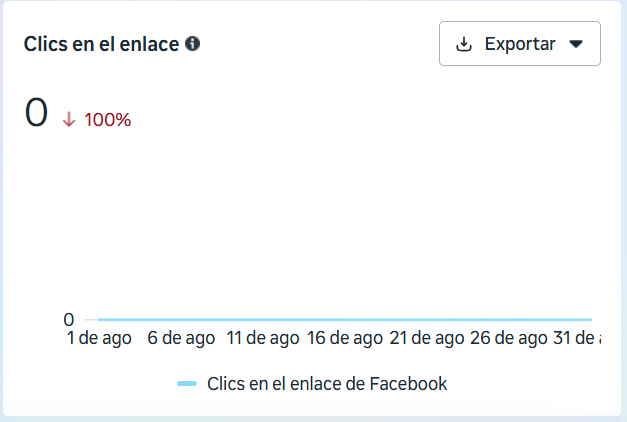 Clics en el enlace
Exportar
0 ↓ 100%
0
1 de ago 6 de ago 11 de ago 16 de ago 21 de ago 26 de ago 31 de
Clics en el enlace de Facebook